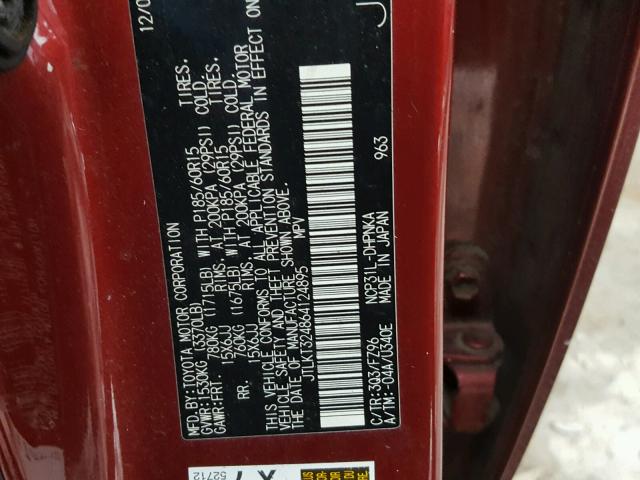 MFD.BY:TOYOTA MOTOR CORPORATION 12/0
GVWR:1530KG (3370LB)
GAWR:FRT. 780KG (1715LB) WITH P185/60R15 TIRES.
15X6JJ RIMS, AT 200KPA (29PSI) COLD,
RR. 760KG (1675LB) WITH P185/60R15 TIRES,
15X6JJ RIMS, AT 200KPA (29PSI) COLD,
THIS VEHICLE CONFORMS TO ALL APPLICABLE FEDERAL MOTOR
VEHICLE SAFETY AND THEFT PREVENTION STANDARDS IN EFFECT ON
THE DATE OF MANUFACTURE SHOWN ABOVE.
JTLKT324864124895 MPV
C/TR:3Q3/FZ96 NCP31L-DHPNKA 963 J
A/TM:-04A/U340E MADE IN JAPAN
52712